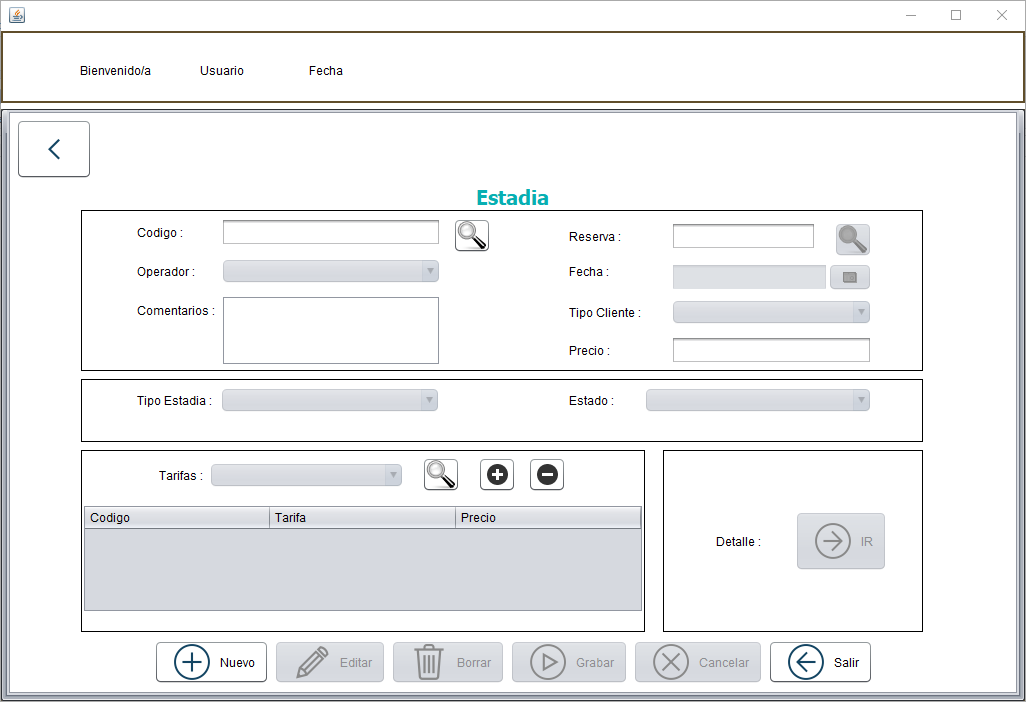 Bienvenido/a Usuario Fecha
Estadia
Codigo :
Reserva :
Operador :
Fecha :
Comentarios :
Tipo Cliente :
Precio :
Tipo Estadia :
Estado :
Tarifas :
Codigo Tarifa Precio
Detalle :
IR
Nuevo Editar Borrar Grabar Cancelar Salir